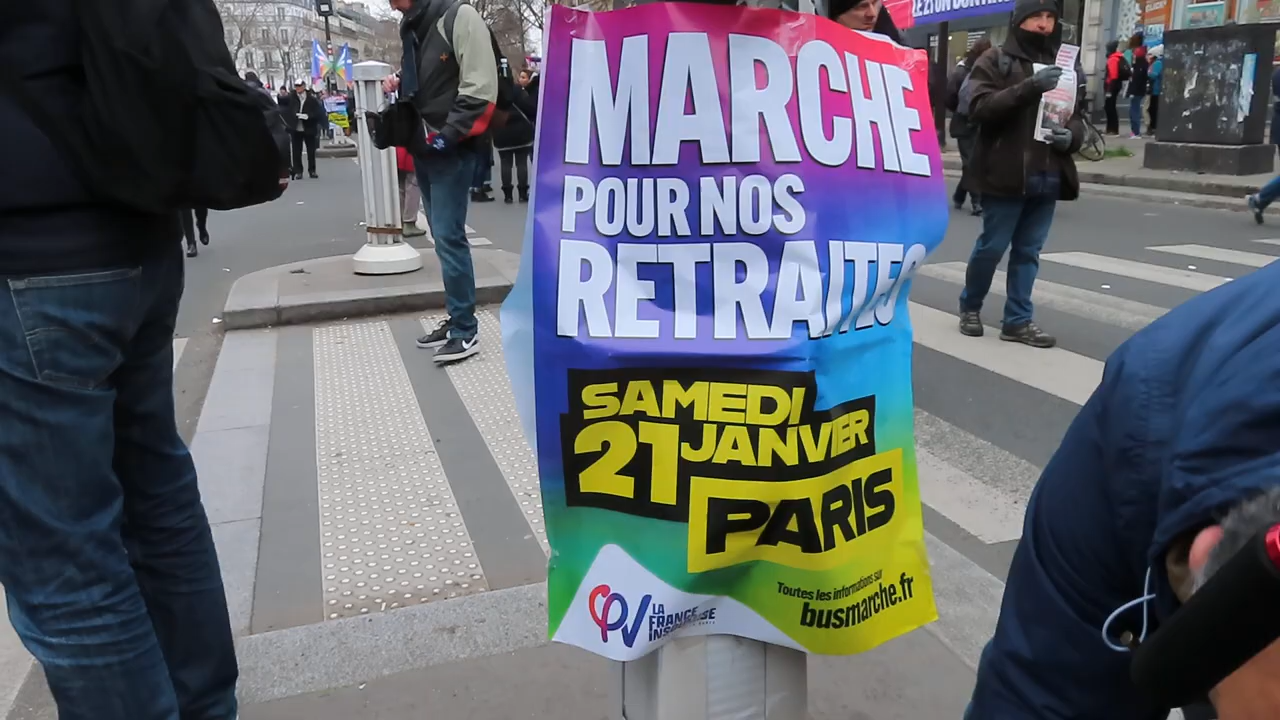 MARCHE
POUR NOS
RETRAITES
SAMEDI
21 JANVIER
PARIS
Toutes les informations sur
busmarche.fr
LA
FRANCE